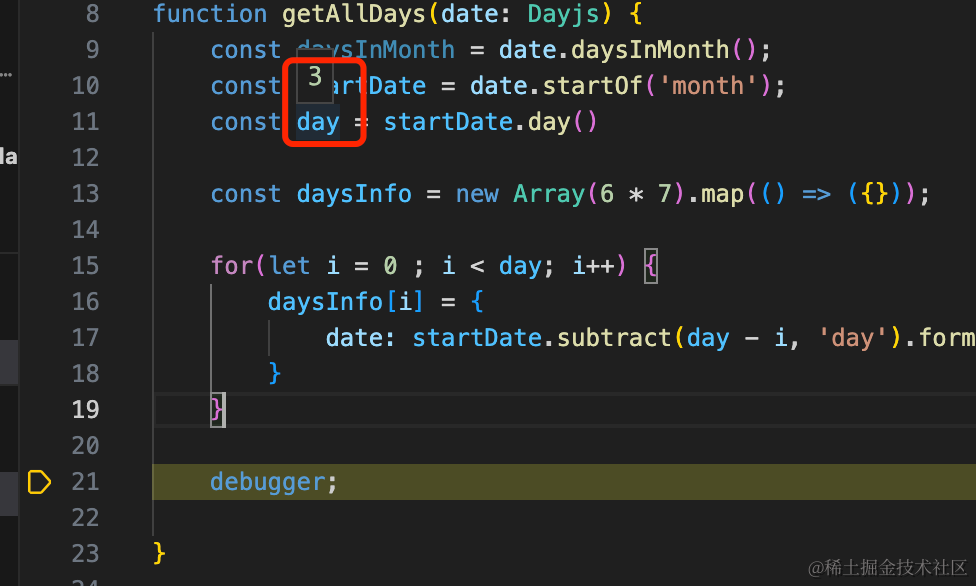 8 function getAllDays(date: Dayjs) {
9 const daysInMonth = date.daysInMonth();
3
10 const artDate = date.startOf('month');
11 const day = startDate.day()
12
13 const daysInfo = new Array(6 * 7).map(() => ({}));
14
15 for(let i = 0 ; i < day; i++) {
16 daysInfo[i] = {
17 date: startDate.subtract(day - i, 'day').form
18 }
19 }
20
21 debugger;
22
23 }
24
la
@稀土掘金技术社区